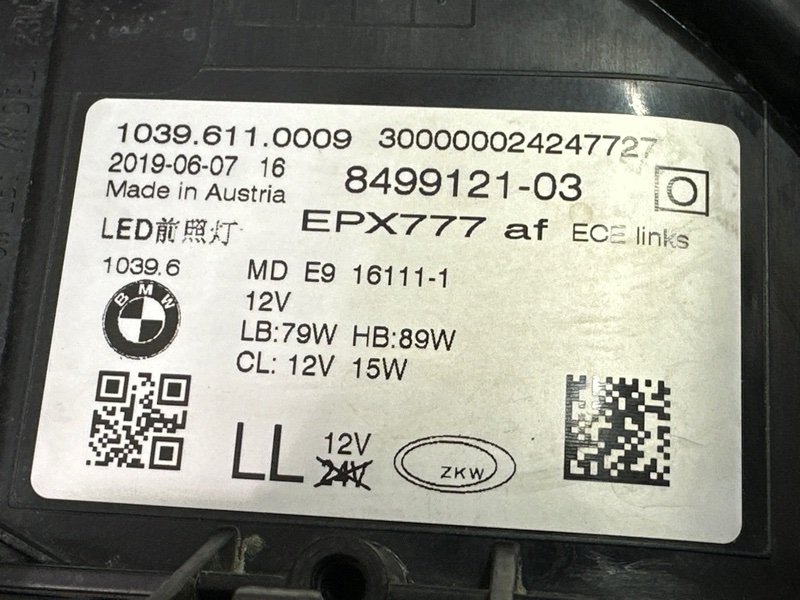 1039.611.0009 300000024247727
2019-06-07 16
8499121-03
O
Made in Austria
EPX777 af ECE links
LED前照灯
1039.6
MD E9 16111-1
BMW
12V
LB:79W HB:89W
CL: 12V 15W
LL
12V
24V
ZKW